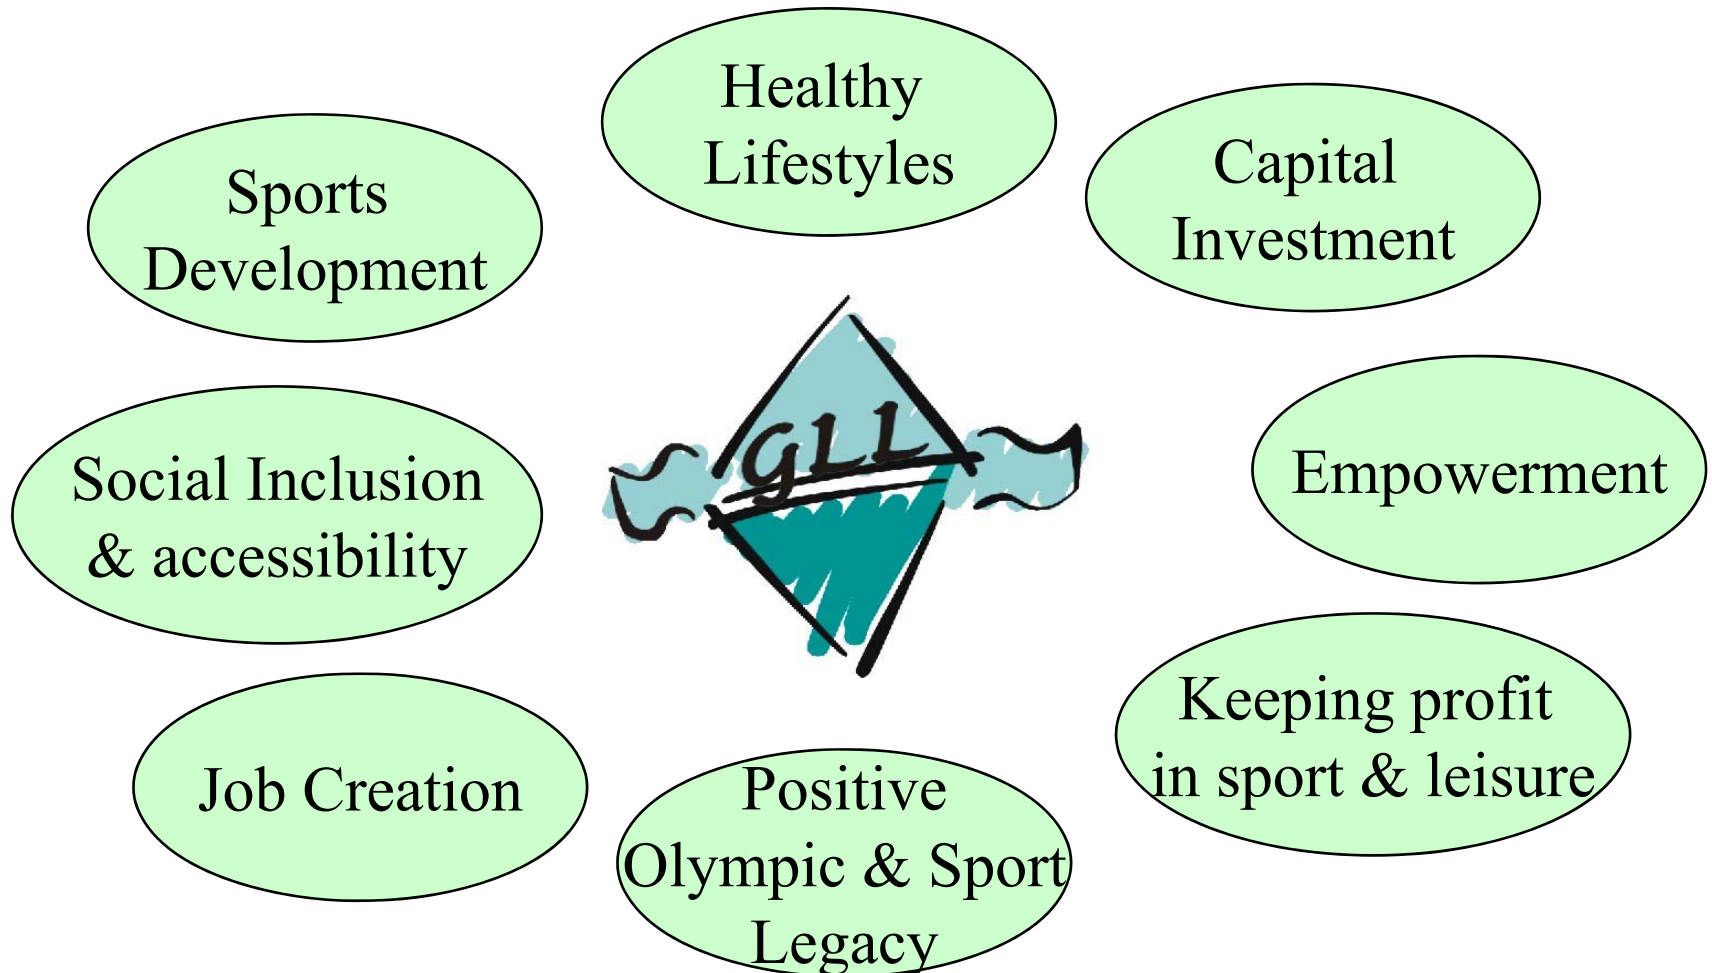 Healthy
Lifestyles
Capital
Investment
Sports
Development
GLL
Empowerment
Social Inclusion
& accessibility
Keeping profit
in sport & leisure
Job Creation
Positive
Olympic & Sport
Legacy